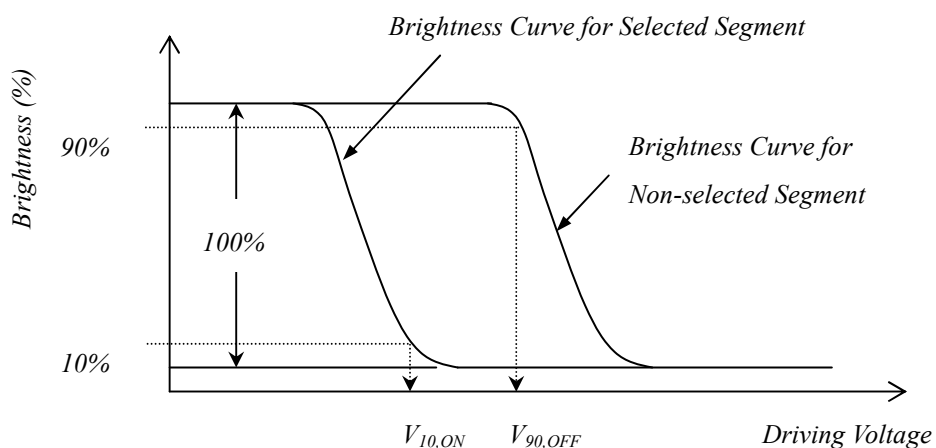 Brightness Curve for Selected Segment
Brightness (%)
90%
Brightness Curve for
Non-selected Segment
100%
10%
V10,ON
V90,OFF
Driving Voltage